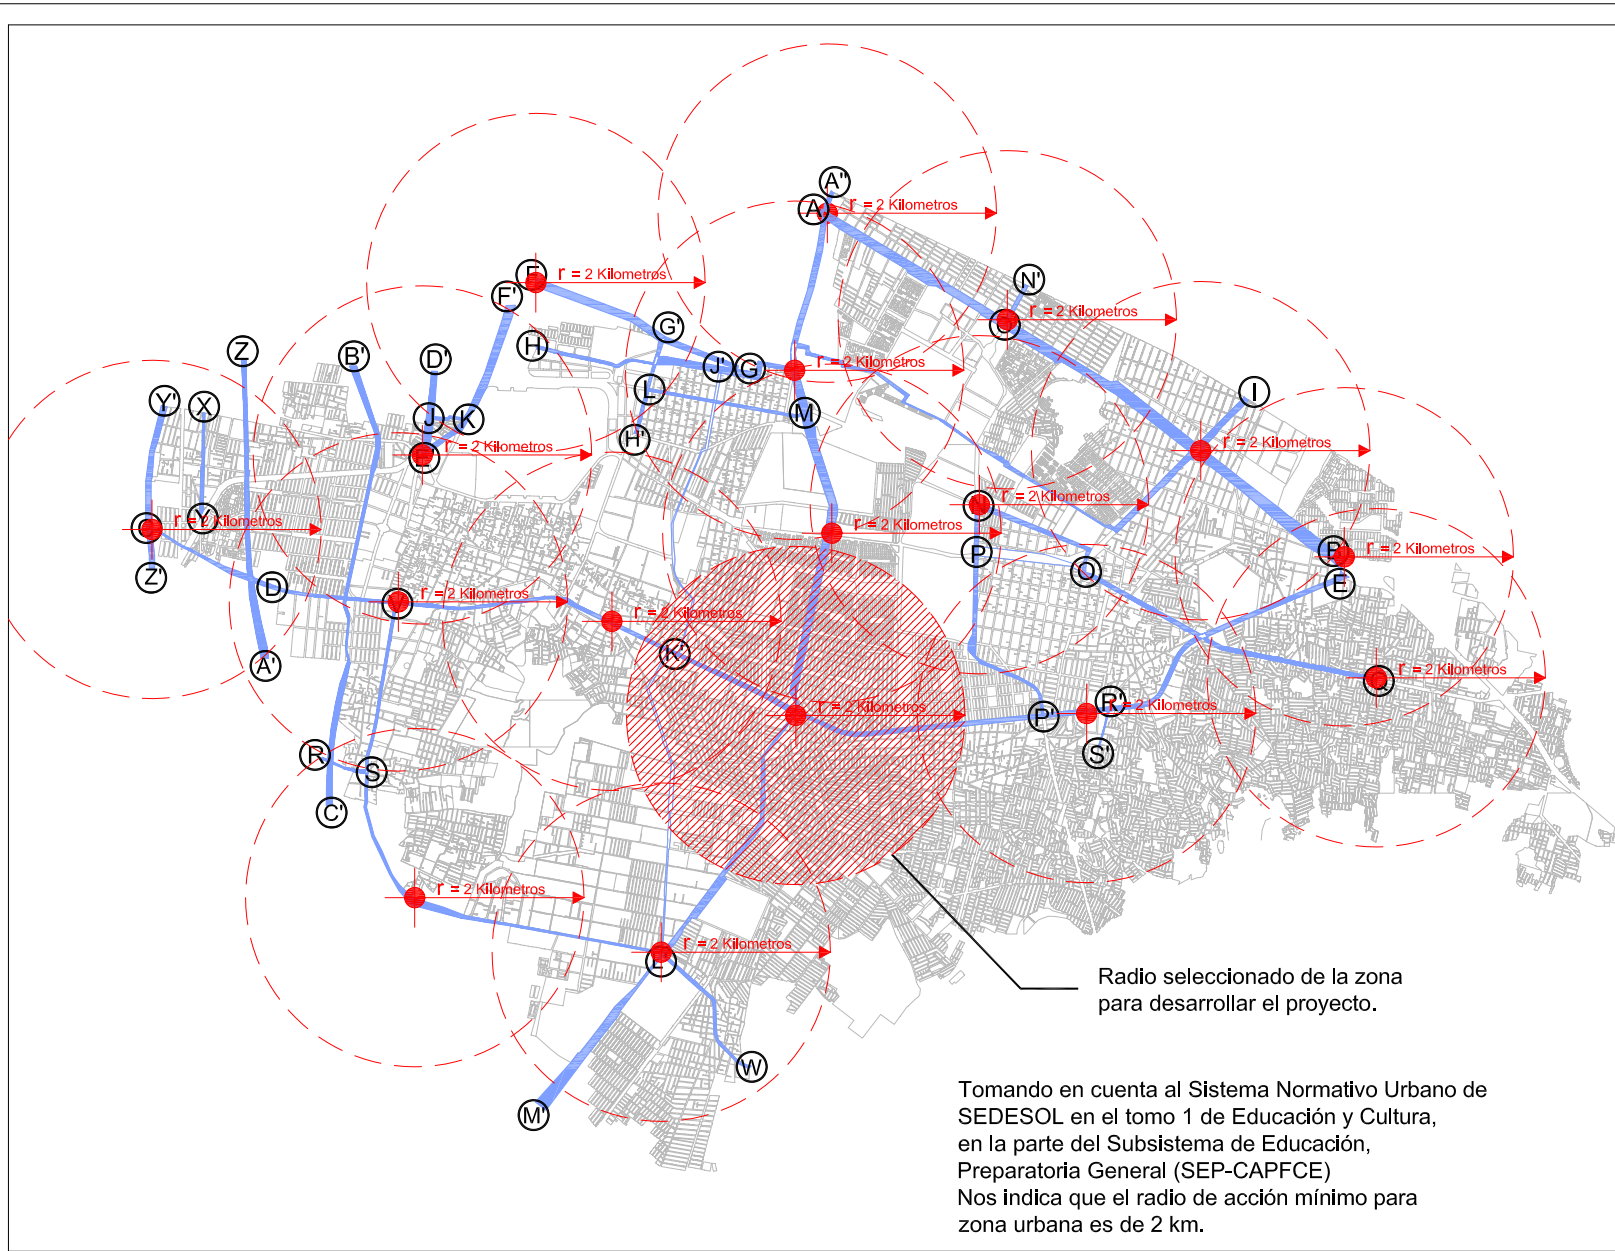 A''
A
r = 2 Kilometros
F
r = 2 Kilometros
N'
F'
O
r = 2 Kilometros
G'
H
Z
B'
D'
J'
G
r = 2 Kilometros
L
I
Y'
X
J
K
M
H'
E'
r = 2 Kilometros
r = 2 Kilometros
N
r = 2 Kilometros
Y
r = 2 Kilometros
r = 2 Kilometros
P
B
r = 2 Kilometros
Z'
D
O
E
V
r = 2 Kilometros
r = 2 Kilometros
K'
A'
Q
r = 2 Kilometros
r = 2 Kilometros
P'
R'
r = 2 Kilometros
R
S
S'
C'
r = 2 Kilometros
r = 2 Kilometros
L'
Radio seleccionado de la zona
para desarrollar el proyecto.
W
M'
Tomando en cuenta al Sistema Normativo Urbano de
SEDESOL en el tomo 1 de Educación y Cultura,
en la parte del Subsistema de Educación,
Preparatoria General (SEP-CAPFCE)
Nos indica que el radio de acción mínimo para
zona urbana es de 2 km.